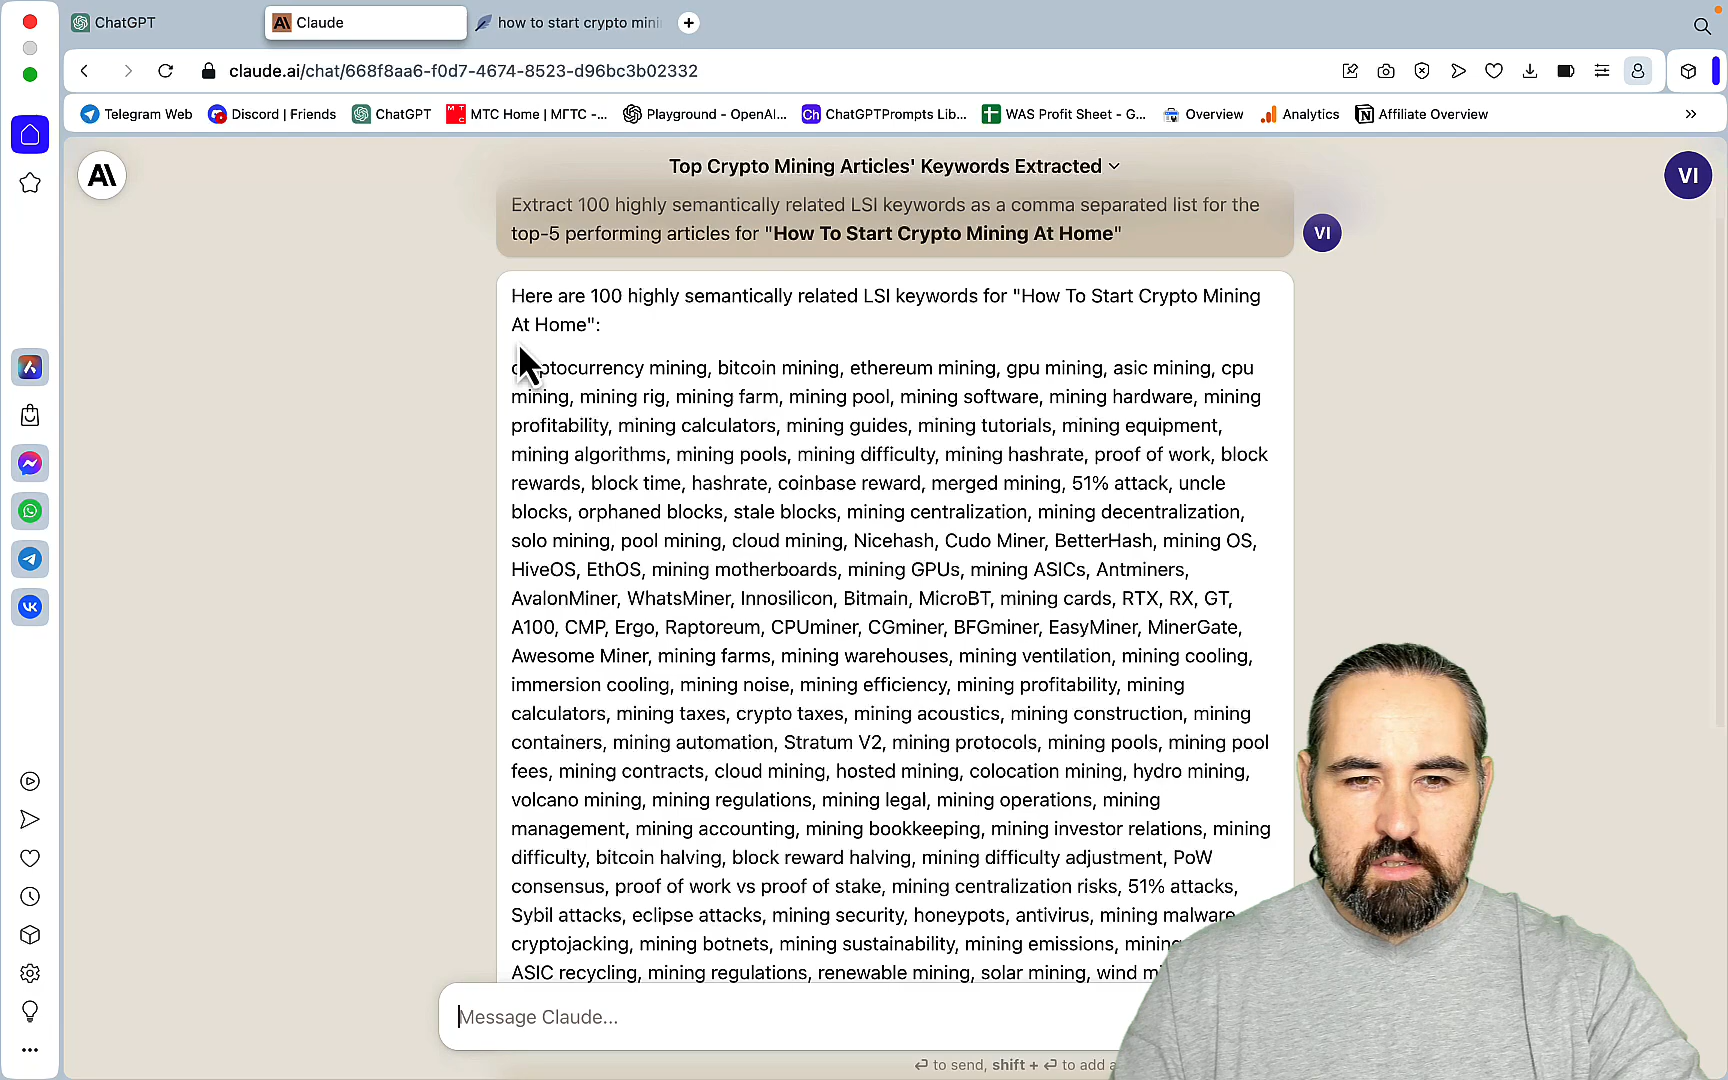 ChatGPT
Claude
how to start crypto mini
claude.ai/chat/668f8aa6-f0d7-4674-8523-d96bc3b02332
Telegram Web
Discord | Friends
ChatGPT
МТС Home | МГТС -...
Playground - OpenAI...
Ch
ChatGPTPrompts Lib...
WAS Profit Sheet - G...
Overview
Analytics
Affiliate Overview
VI
Top Crypto Mining Articles' Keywords Extracted
Extract 100 highly semantically related LSI keywords as a comma separated list for the
top-5 performing articles for "How To Start Crypto Mining At Home"
VI
Here are 100 highly semantically related LSI keywords for "How To Start Crypto Mining
At Home":
cryptocurrency mining, bitcoin mining, ethereum mining, gpu mining, asic mining, cpu
mining, mining rig, mining farm, mining pool, mining software, mining hardware, mining
profitability, mining calculators, mining guides, mining tutorials, mining equipment,
mining algorithms, mining pools, mining difficulty, mining hashrate, proof of work, block
rewards, block time, hashrate, coinbase reward, merged mining, 51% attack, uncle
blocks, orphaned blocks, stale blocks, mining centralization, mining decentralization,
solo mining, pool mining, cloud mining, Nicehash, Cudo Miner, BetterHash, mining OS,
HiveOS, EthOS, mining motherboards, mining GPUs, mining ASICs, Antminers,
AvalonMiner, WhatsMiner, Innosilicon, Bitmain, MicroBT, mining cards, RTX, RX, GT,
A100, CMP, Ergo, Raptoreum, CPUminer, CGminer, BFGminer, EasyMiner, MinerGate,
Awesome Miner, mining farms, mining warehouses, mining ventilation, mining cooling,
immersion cooling, mining noise, mining efficiency, mining profitability, mining
calculators, mining taxes, crypto taxes, mining acoustics, mining construction, mining
containers, mining automation, Stratum V2, mining protocols, mining pools, mining pool
fees, mining contracts, cloud mining, hosted mining, colocation mining, hydro mining,
volcano mining, mining regulations, mining legal, mining operations, mining
management, mining accounting, mining bookkeeping, mining investor relations, mining
difficulty, bitcoin halving, block reward halving, mining difficulty adjustment, PoW
consensus, proof of work vs proof of stake, mining centralization risks, 51% attacks,
Sybil attacks, eclipse attacks, mining security, honeypots, antivirus, mining malware
cryptojacking, mining botnets, mining sustainability, mining emissions, mining
ASIC recycling, mining regulations, renewable mining, solar mining, wind mi
Message Claude...
to send, shift + to add a